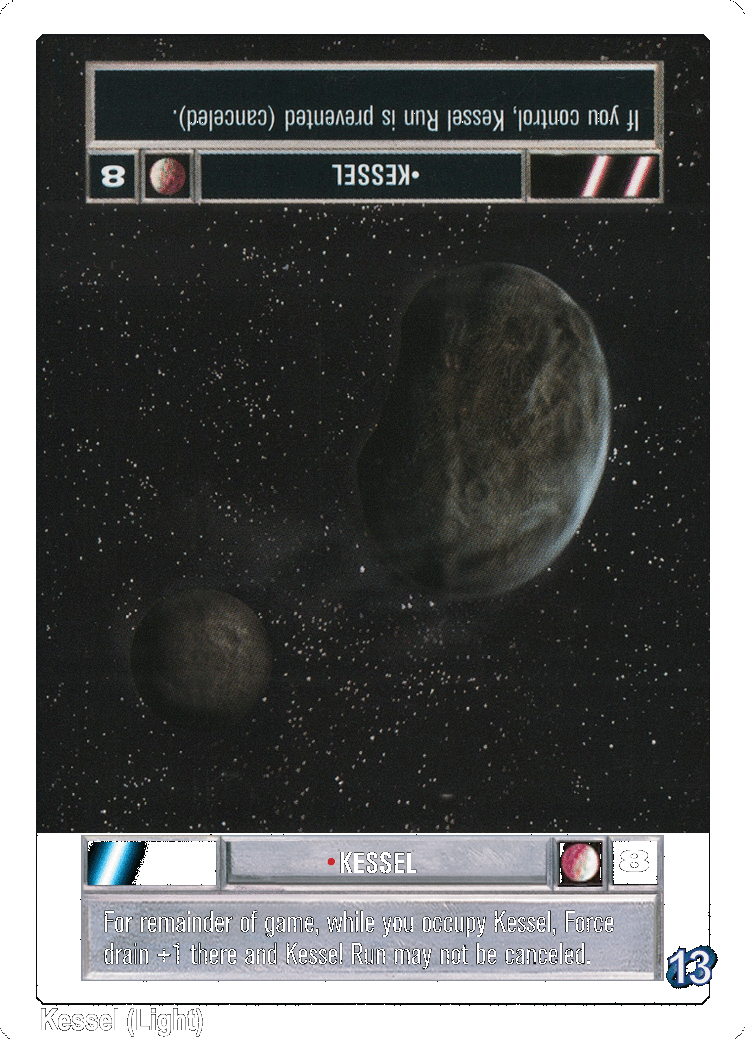 If you control, Kessel Run is prevented (canceled).
•KESSEL
8
•KESSEL
8
For remainder of game, while you occupy Kessel, Force
drain +1 there and Kessel Run may not be canceled.
13
Kessel (Light)